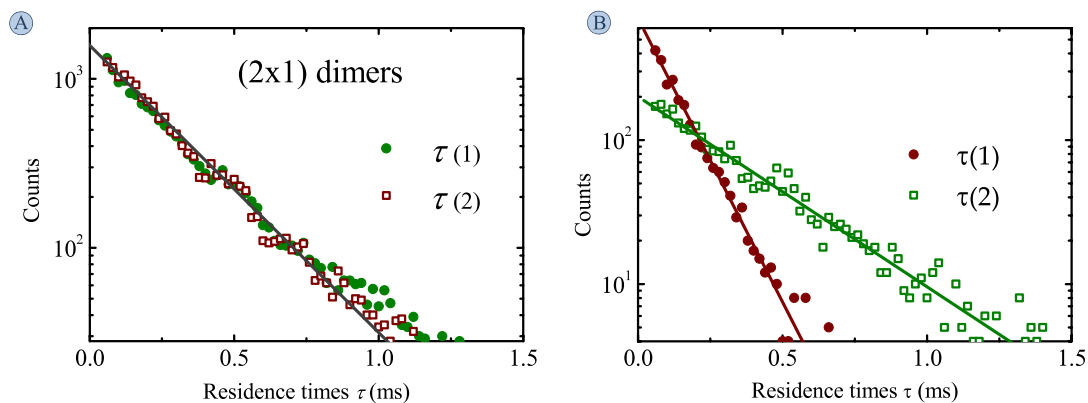 A
Counts
10³
10²
(2x1) dimers
τ (1)
τ (2)
0.0 0.5 1.0 1.5
Residence times τ (ms)
B
Counts
10²
10¹
τ(1)
τ(2)
0.0 0.5 1.0 1.5
Residence times τ (ms)